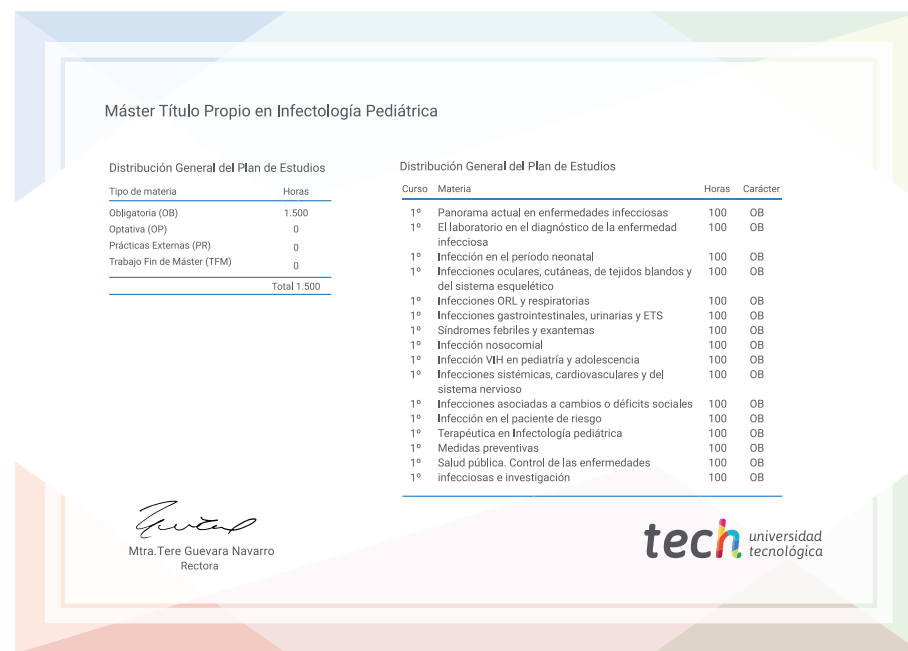 Máster Título Propio en Infectología Pediátrica
Distribución General del Plan de Estudios
Tipo de materia Horas
Obligatoria (OB) 1.500
Optativa (OP) 0
Prácticas Externas (PR) 0
Trabajo Fin de Máster (TFM) 0
Total 1.500
Distribución General del Plan de Estudios
Curso Materia Horas Carácter
1º Panorama actual en enfermedades infecciosas 100 OB
1º El laboratorio en el diagnóstico de la enfermedad 100 OB
infecciosa
1º Infección en el período neonatal 100 OB
1º Infecciones oculares, cutáneas, de tejidos blandos y 100 OB
del sistema esquelético
1º Infecciones ORL y respiratorias 100 OB
1º Infecciones gastrointestinales, urinarias y ETS 100 OB
1º Síndromes febriles y exantemas 100 OB
1º Infección nosocomial 100 OB
1º Infección VIH en pediatría y adolescencia 100 OB
1º Infecciones sistémicas, cardiovasculares y del 100 OB
sistema nervioso
1º Infecciones asociadas a cambios o déficits sociales 100 OB
1º Infección en el paciente de riesgo 100 OB
1º Terapéutica en Infectología pediátrica 100 OB
1º Medidas preventivas 100 OB
1º Salud pública. Control de las enfermedades 100 OB
1º infecciosas e investigación 100 OB
Mtra.Tere Guevara Navarro
Rectora
tech universidad
tecnológica